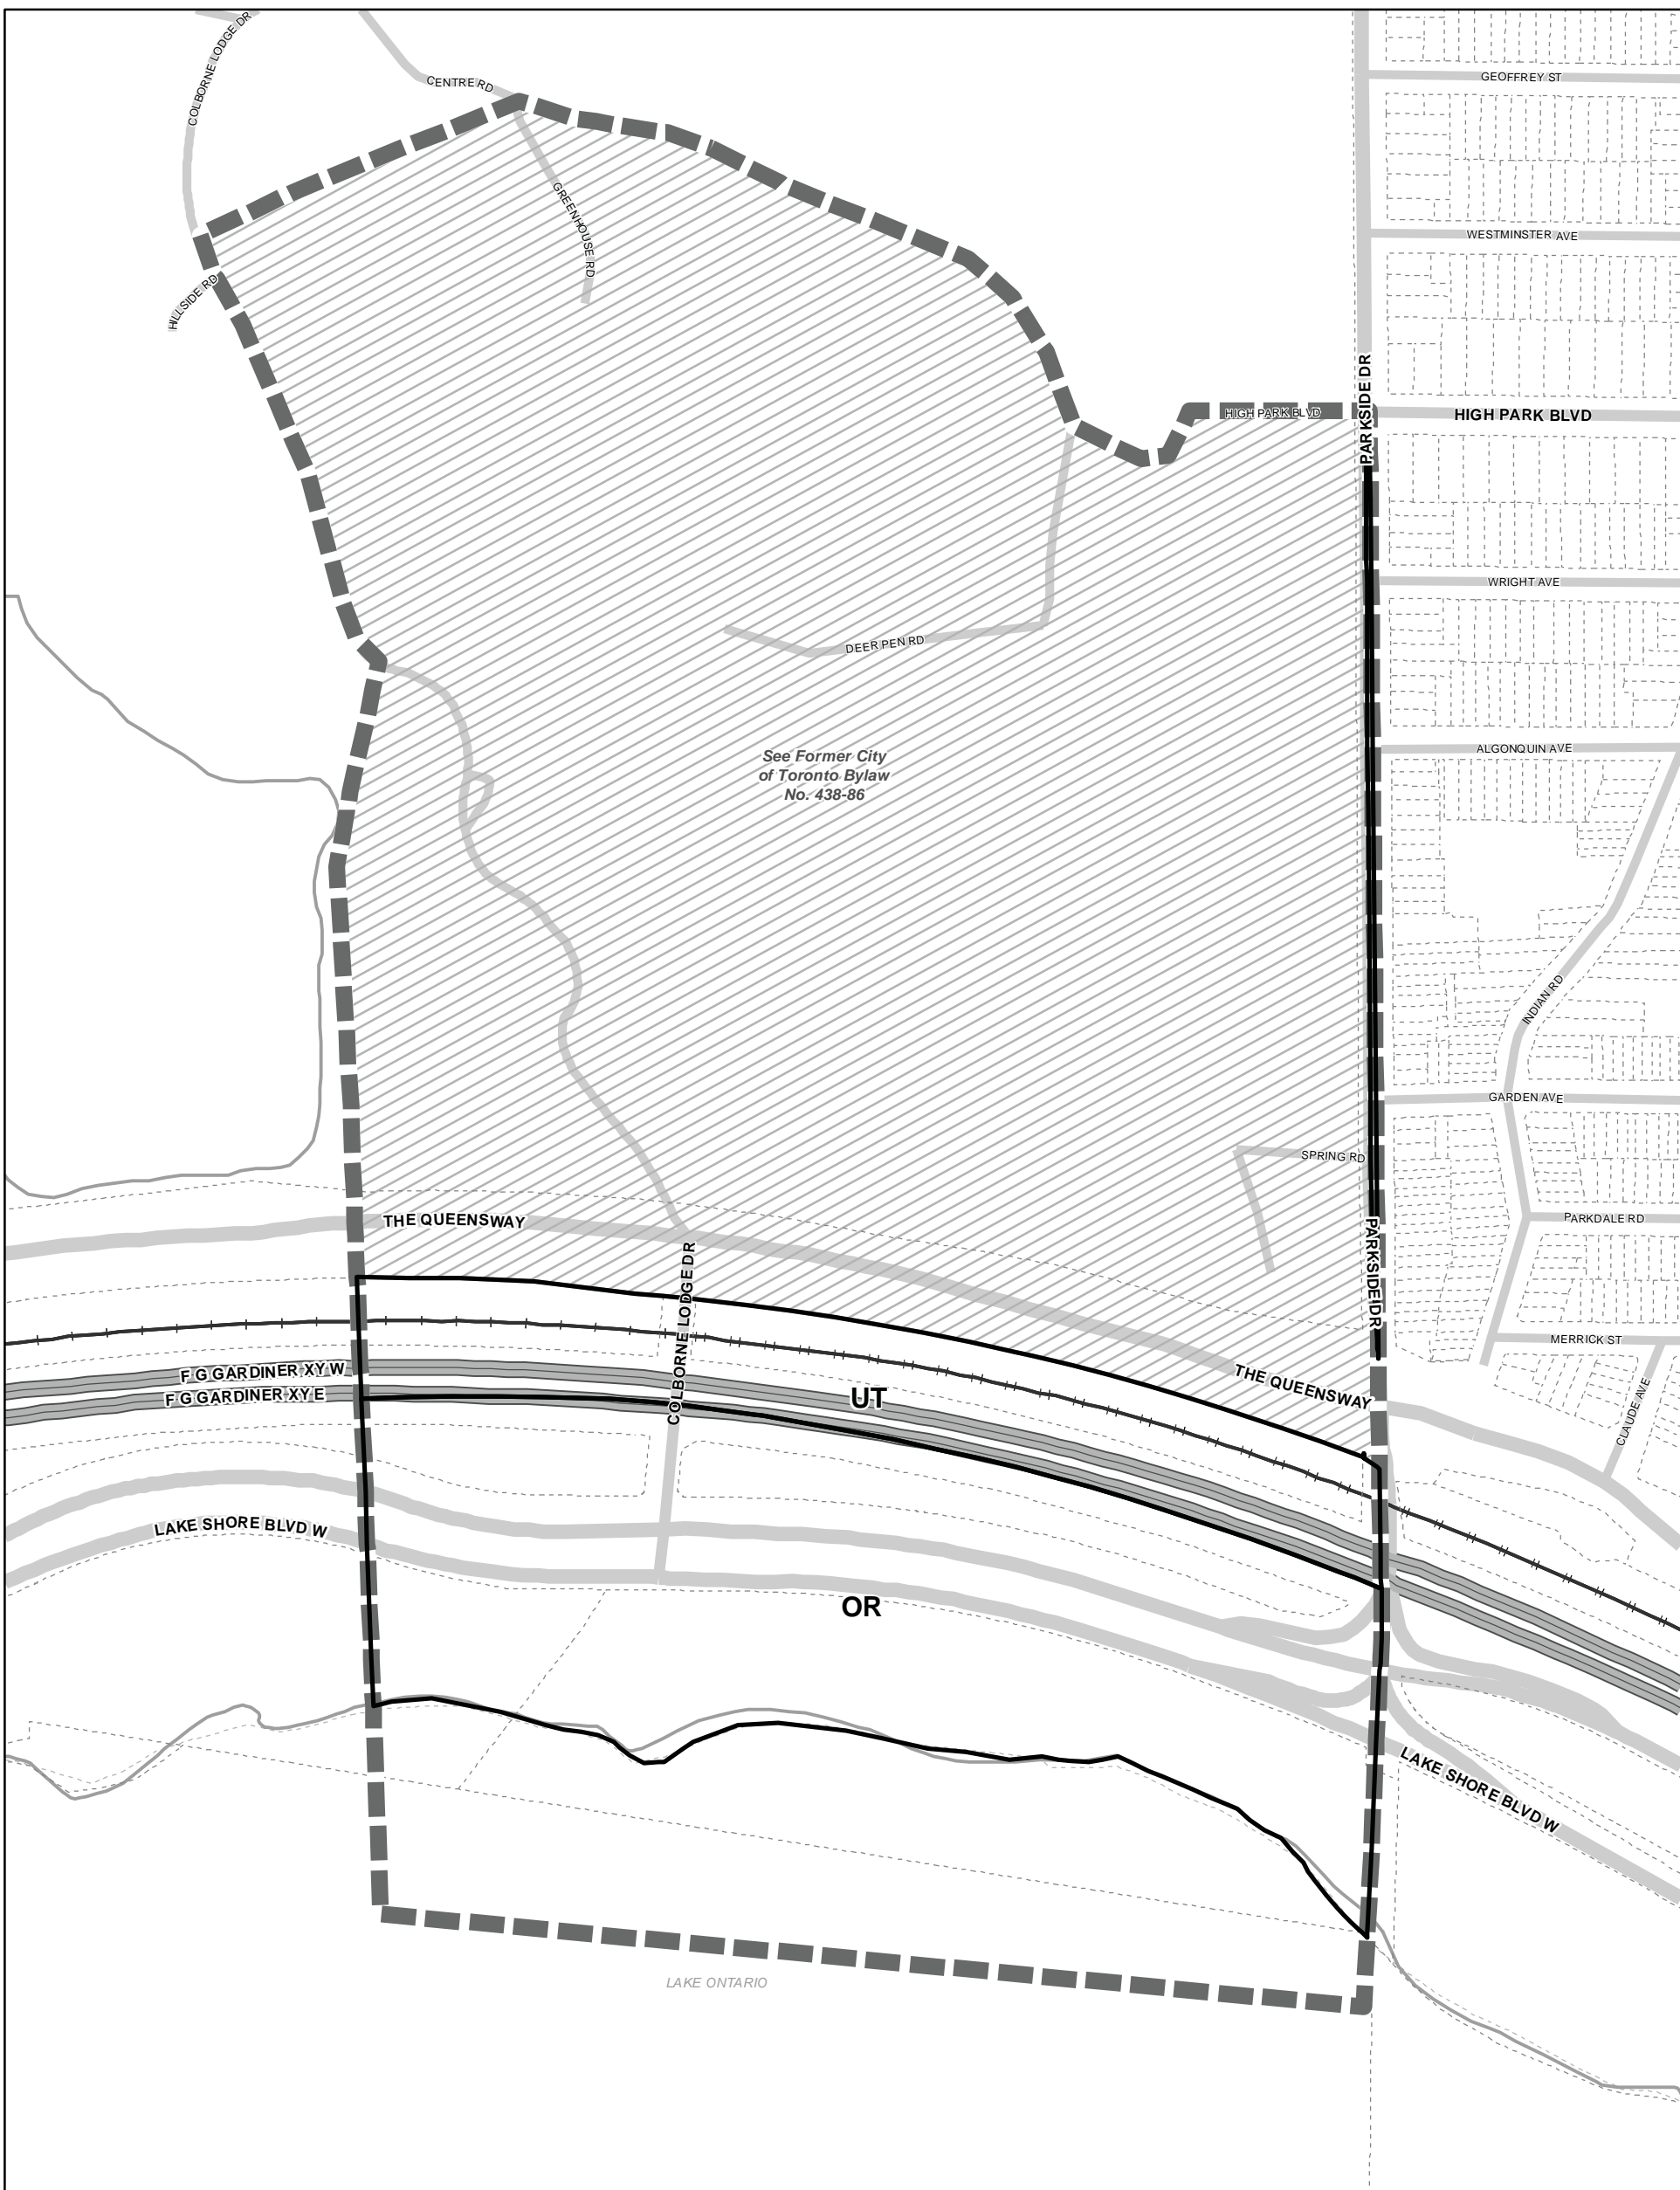 COLBORNE LODGE DR
CENTRE RD
GEOFFREY ST
GREENHOUSE RD
WESTMINSTER AVE
HILLSIDE RD
PARKSIDE DR
HIGH PARK BLVD
HIGH PARK BLVD
WRIGHT AVE
DEER PEN RD
ALGONQUIN AVE
See Former City
of Toronto Bylaw
No. 438-86
INDIAN RD
GARDEN AVE
SPRING RD
THE QUEENSWAY
PARKDALE RD
PARKSIDE DR
COLBORNE LODGE DR
MERRICK ST
F G GARDINER XY W
F G GARDINER XY E
UT
THE QUEENSWAY
CLAUDE AVE
LAKE SHORE BLVD W
OR
LAKE SHORE BLVD W
LAKE ONTARIO